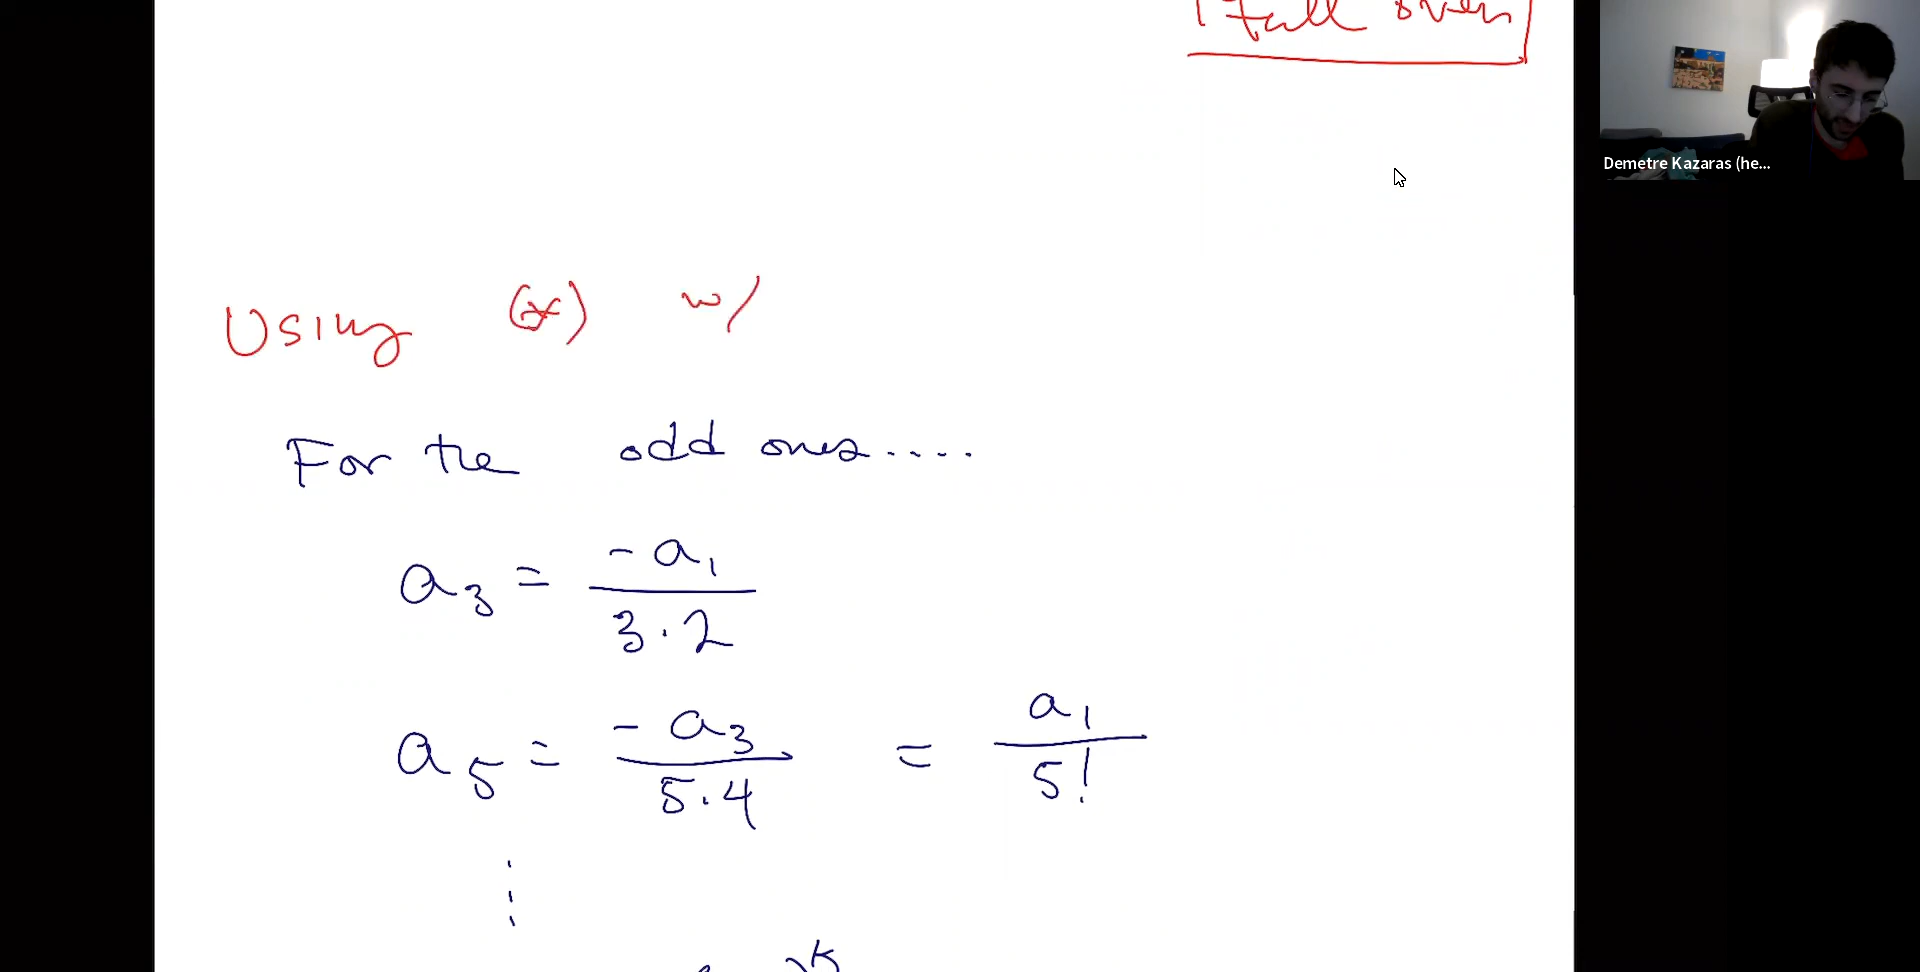 Demetre Kazaras (he...
Using (*) w/
For the odd ones....
a₃ = -a₁ / 3·2
a₅ = -a₃ / 5·4 = a₁ / 5!
⋮
k